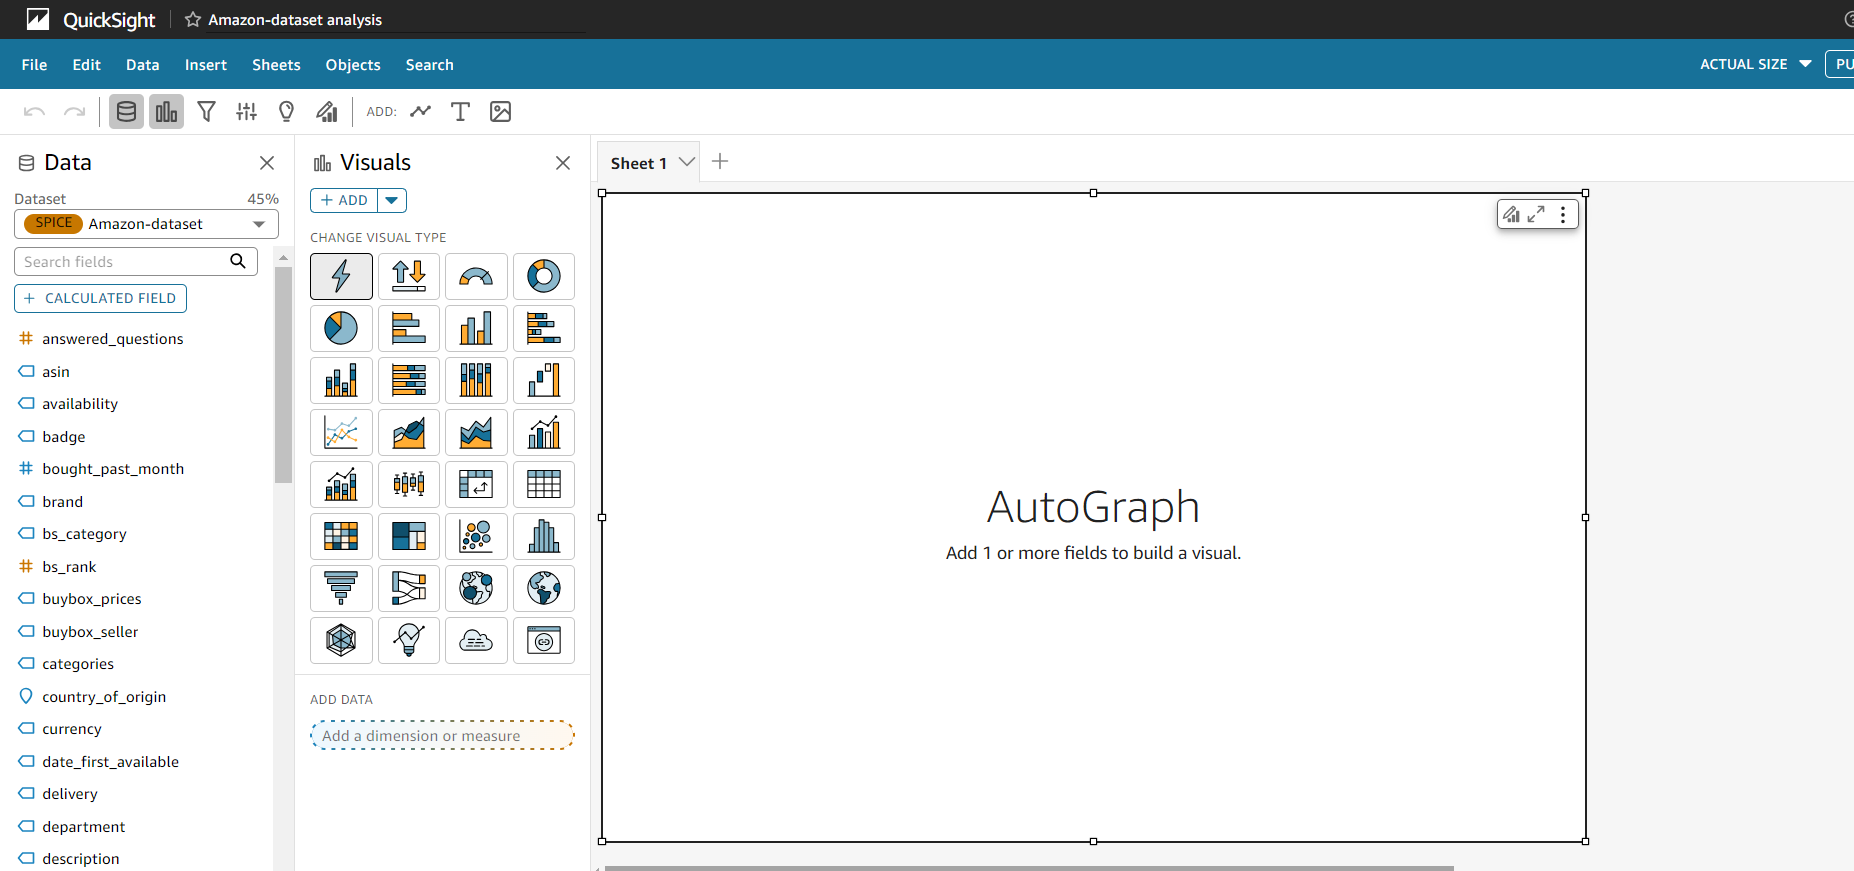 QuickSight
Amazon-dataset analysis
File Edit Data Insert Sheets Objects Search
ACTUAL SIZE
PU
ADD:
Data
Dataset 45%
SPICE Amazon-dataset
Search fields
CALCULATED FIELD
answered_questions
asin
availability
badge
bought_past_month
brand
bs_category
bs_rank
buybox_prices
buybox_seller
categories
country_of_origin
currency
date_first_available
delivery
department
description
Visuals
ADD
CHANGE VISUAL TYPE
ADD DATA
Add a dimension or measure
Sheet 1
AutoGraph
Add 1 or more fields to build a visual.